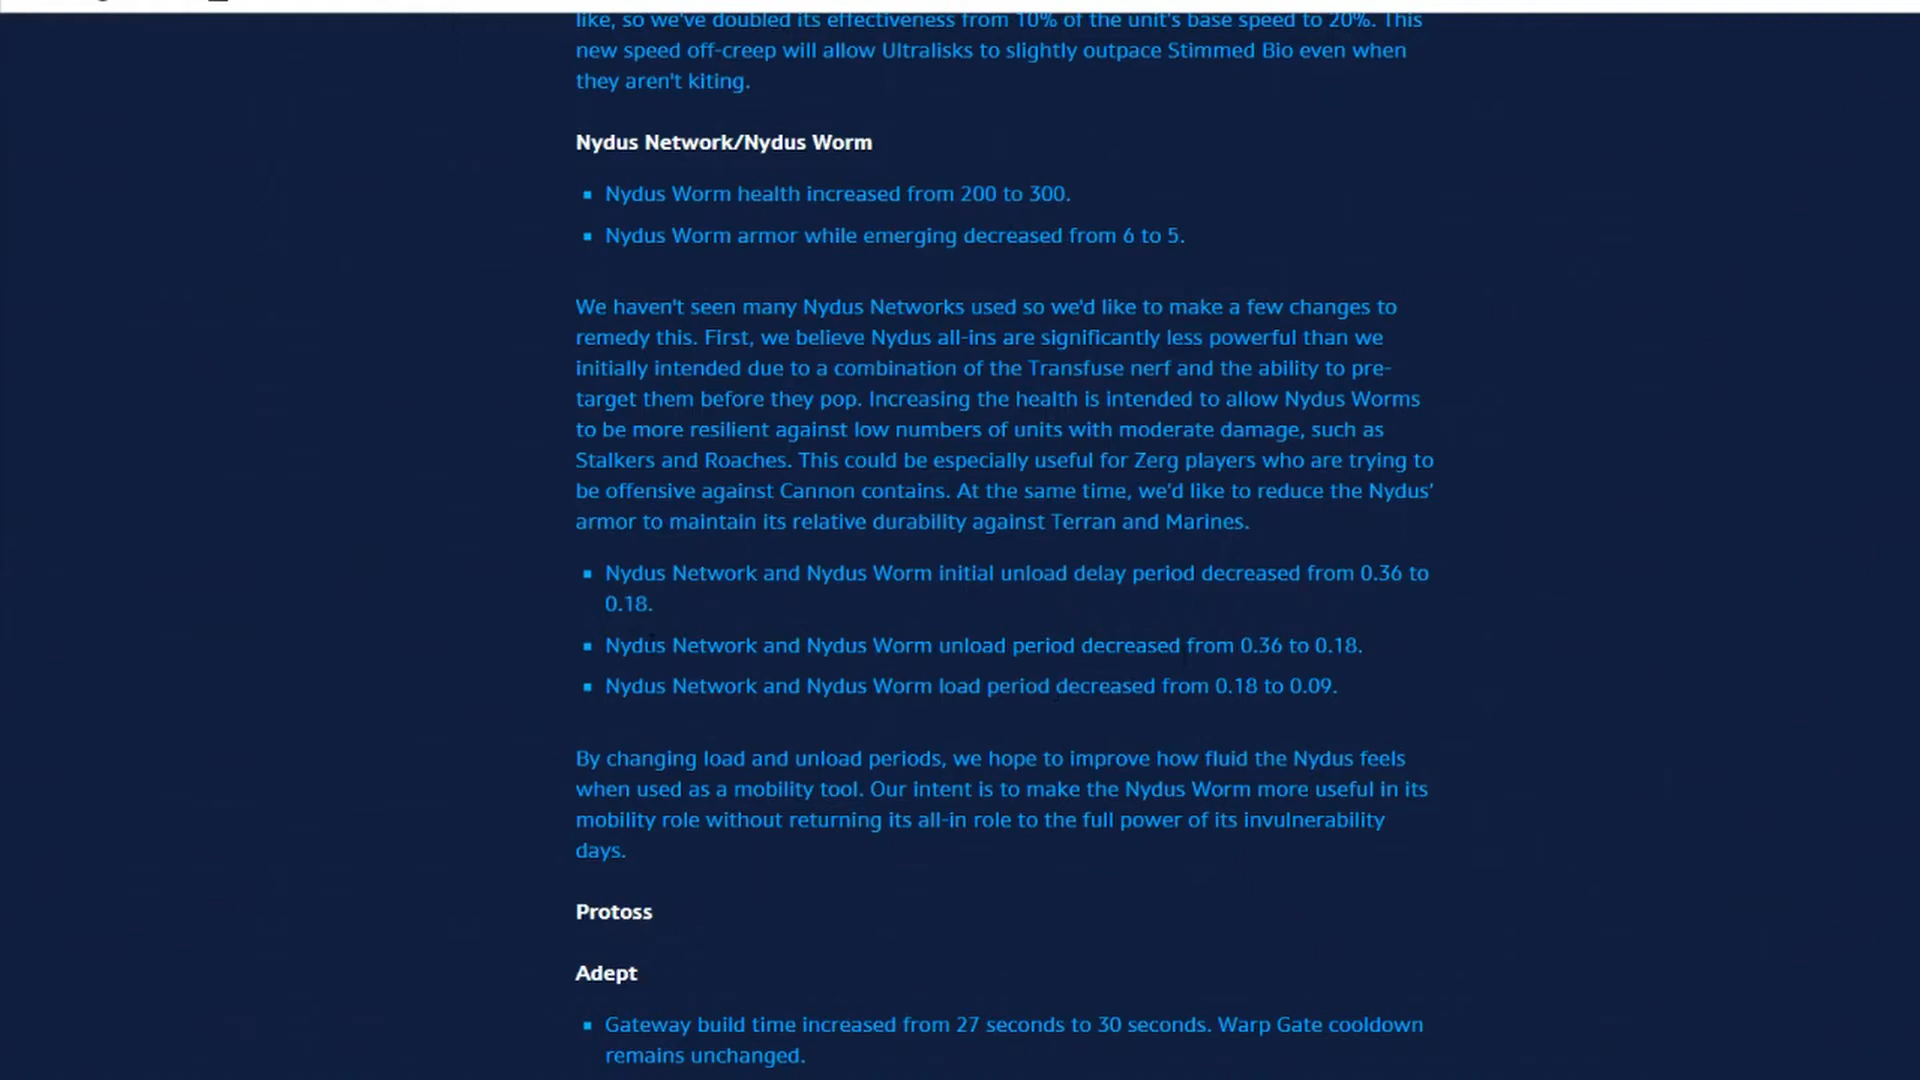 like, so we've doubled its effectiveness from 10% of the unit's base speed to 20%. This
new speed off-creep will allow Ultralisks to slightly outpace Stimmed Bio even when
they aren't kiting.
Nydus Network/Nydus Worm
▪ Nydus Worm health increased from 200 to 300.
▪ Nydus Worm armor while emerging decreased from 6 to 5.
We haven't seen many Nydus Networks used so we'd like to make a few changes to
remedy this. First, we believe Nydus all-ins are significantly less powerful than we
initially intended due to a combination of the Transfuse nerf and the ability to pre-
target them before they pop. Increasing the health is intended to allow Nydus Worms
to be more resilient against low numbers of units with moderate damage, such as
Stalkers and Roaches. This could be especially useful for Zerg players who are trying to
be offensive against Cannon contains. At the same time, we'd like to reduce the Nydus’
armor to maintain its relative durability against Terran and Marines.
▪ Nydus Network and Nydus Worm initial unload delay period decreased from 0.36 to
0.18.
▪ Nydus Network and Nydus Worm unload period decreased from 0.36 to 0.18.
▪ Nydus Network and Nydus Worm load period decreased from 0.18 to 0.09.
By changing load and unload periods, we hope to improve how fluid the Nydus feels
when used as a mobility tool. Our intent is to make the Nydus Worm more useful in its
mobility role without returning its all-in role to the full power of its invulnerability
days.
Protoss
Adept
▪ Gateway build time increased from 27 seconds to 30 seconds. Warp Gate cooldown
remains unchanged.